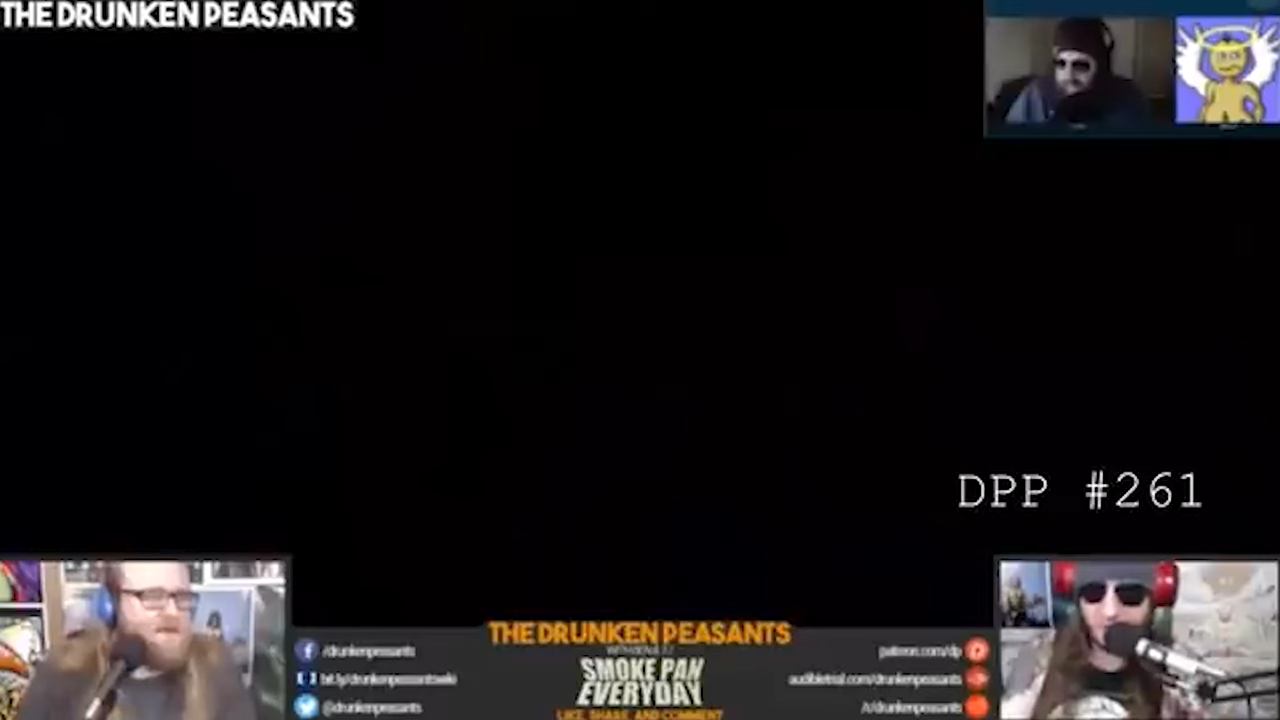 THE DRUNKEN PEASANTS
DPP #261
THE DRUNKEN PEASANTS
SMOKE PAN
EVERYDAY
LIKE, SHARE, AND COMMENT
/drunkenpeasants
bit.ly/drunkenpeasantswiki
@drunkenpeasants
patreon.com/dp
audibletrial.com/drunkenpeasants
/r/drunkenpeasants